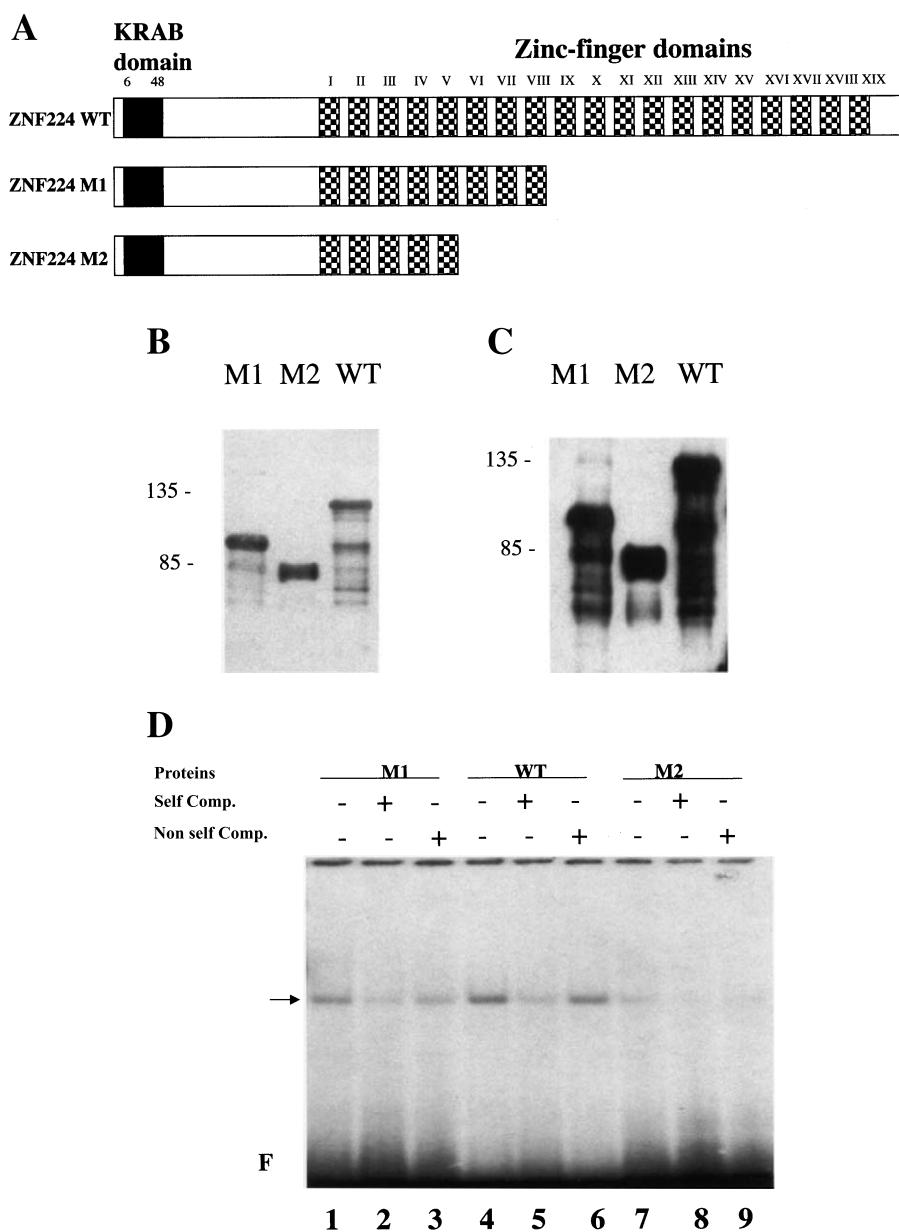 A
KRAB
domain
Zinc-finger domains
6 48 I II III IV V VI VII VIII IX X XI XII XIII XIV XV XVI XVII XVIII XIX
ZNF224 WT
ZNF224 M1
ZNF224 M2
B
M1 M2 WT
135 -
85 -
C
M1 M2 WT
135 -
85 -
D
Proteins M1 WT M2
Self Comp. - + - - + - - + -
Non self Comp. - - + - - + - - +
F
1 2 3 4 5 6 7 8 9